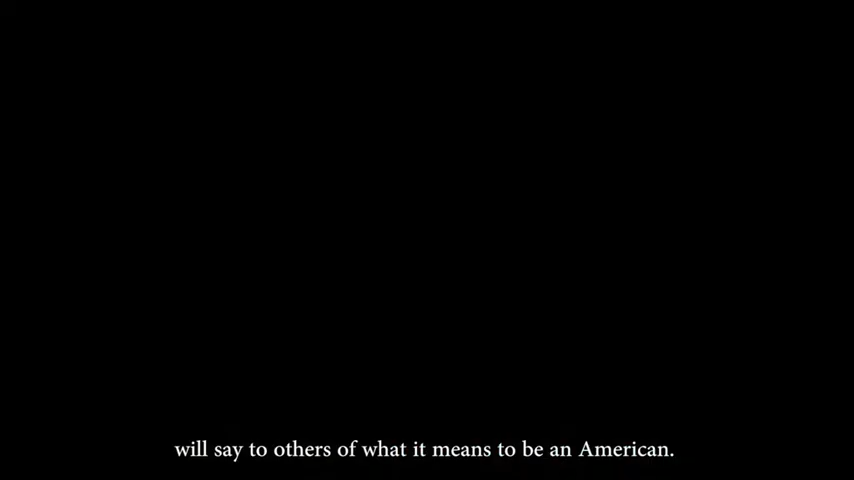 will say to others of what it means to be an American.